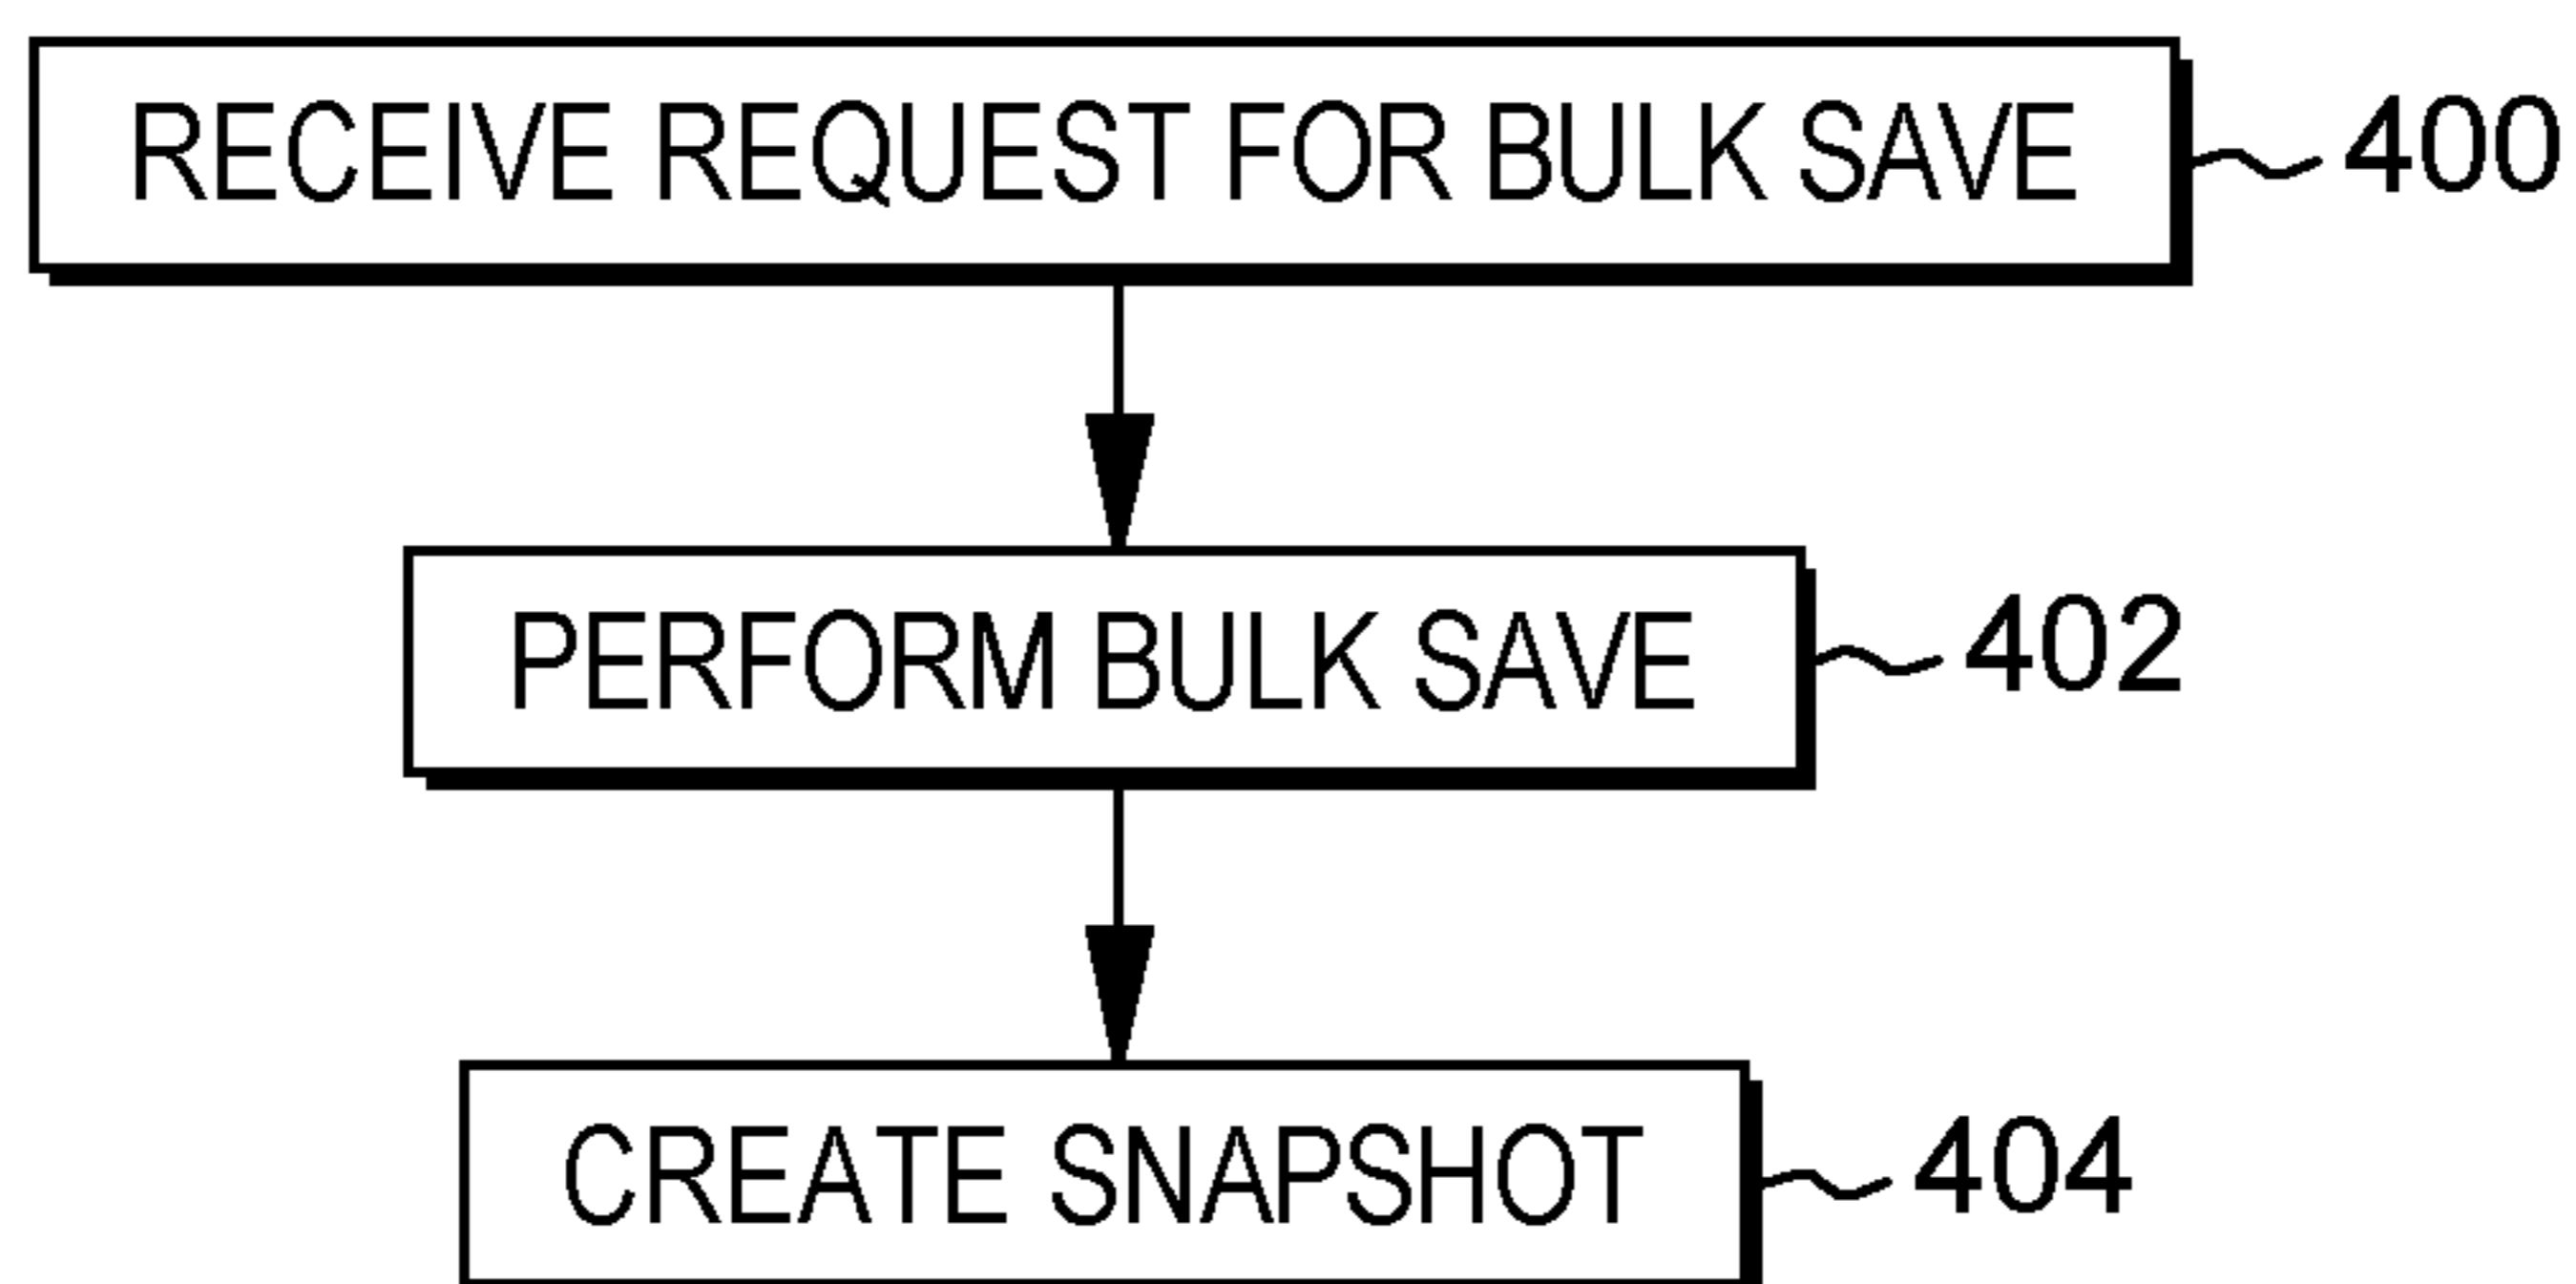 RECEIVE REQUEST FOR BULK SAVE 400
PERFORM BULK SAVE 402
CREATE SNAPSHOT 404